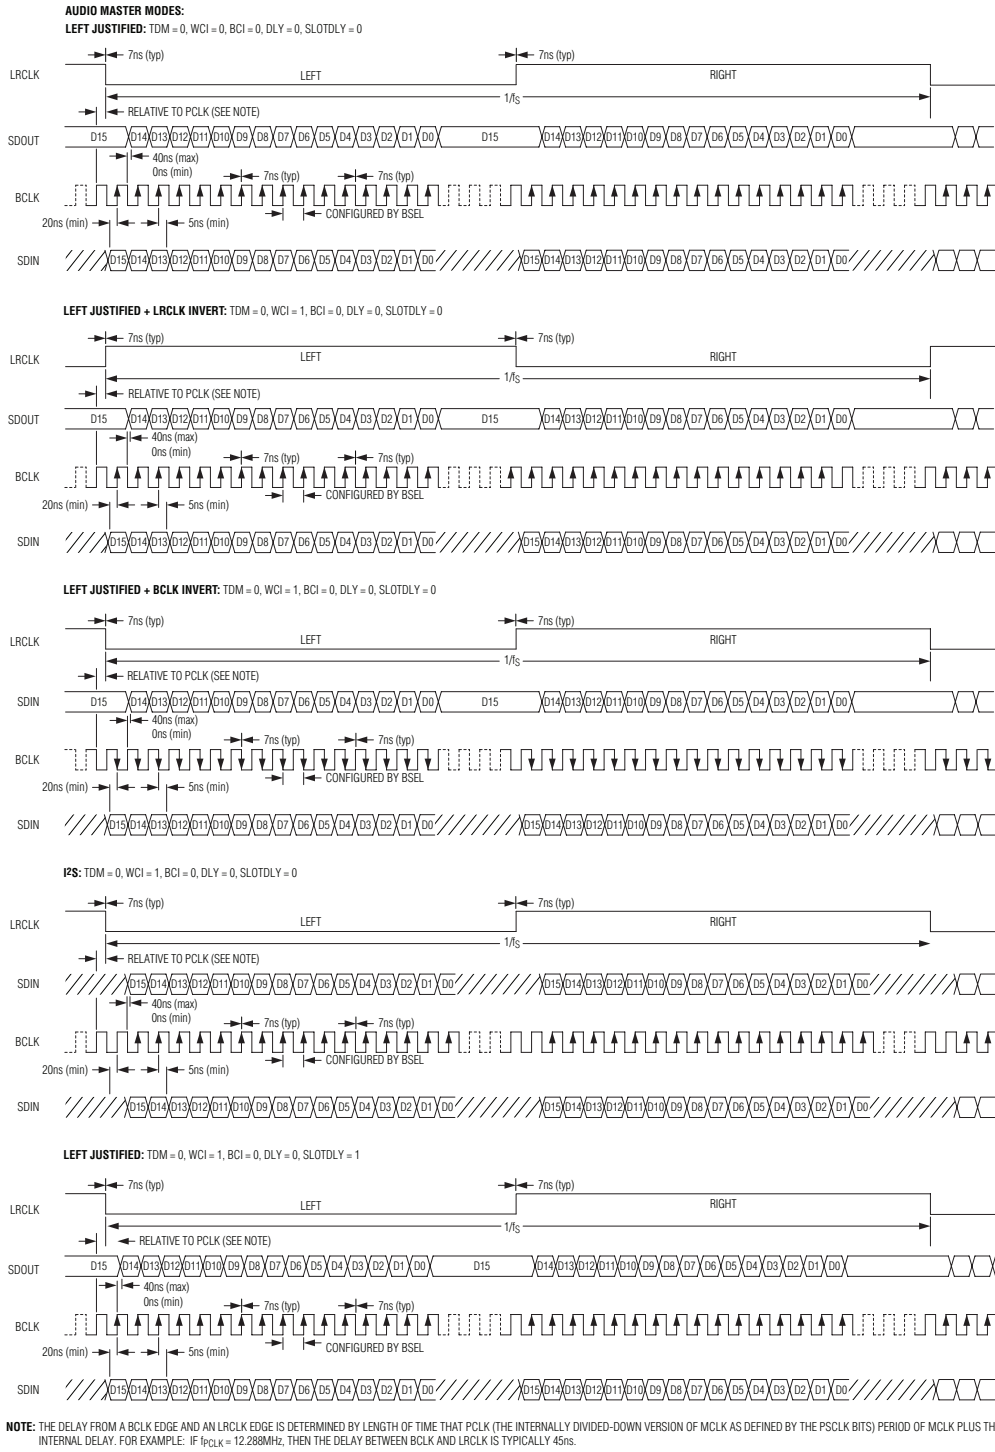 AUDIO MASTER MODES:
LEFT JUSTIFIED: TDM = 0, WCI = 0, BCI = 0, DLY = 0, SLOTDLY = 0
7ns (typ) 7ns (typ)
LRCLK LEFT RIGHT
1/fS
RELATIVE TO PCLK (SEE NOTE)
SDOUT D15 D14 D13 D12 D11 D10 D9 D8 D7 D6 D5 D4 D3 D2 D1 D0 D15 D14 D13 D12 D11 D10 D9 D8 D7 D6 D5 D4 D3 D2 D1 D0
40ns (max)
0ns (min) 7ns (typ) 7ns (typ)
BCLK
CONFIGURED BY BSEL
20ns (min) 5ns (min)
SDIN D15 D14 D13 D12 D11 D10 D9 D8 D7 D6 D5 D4 D3 D2 D1 D0 D15 D14 D13 D12 D11 D10 D9 D8 D7 D6 D5 D4 D3 D2 D1 D0
LEFT JUSTIFIED + LRCLK INVERT: TDM = 0, WCI = 1, BCI = 0, DLY = 0, SLOTDLY = 0
7ns (typ) 7ns (typ)
LRCLK LEFT RIGHT
1/fS
RELATIVE TO PCLK (SEE NOTE)
SDOUT D15 D14 D13 D12 D11 D10 D9 D8 D7 D6 D5 D4 D3 D2 D1 D0 D15 D14 D13 D12 D11 D10 D9 D8 D7 D6 D5 D4 D3 D2 D1 D0
40ns (max)
0ns (min) 7ns (typ) 7ns (typ)
BCLK
CONFIGURED BY BSEL
20ns (min) 5ns (min)
SDIN D15 D14 D13 D12 D11 D10 D9 D8 D7 D6 D5 D4 D3 D2 D1 D0 D15 D14 D13 D12 D11 D10 D9 D8 D7 D6 D5 D4 D3 D2 D1 D0
LEFT JUSTIFIED + BCLK INVERT: TDM = 0, WCI = 1, BCI = 0, DLY = 0, SLOTDLY = 0
7ns (typ) 7ns (typ)
LRCLK LEFT RIGHT
1/fS
RELATIVE TO PCLK (SEE NOTE)
SDIN D15 D14 D13 D12 D11 D10 D9 D8 D7 D6 D5 D4 D3 D2 D1 D0 D15 D14 D13 D12 D11 D10 D9 D8 D7 D6 D5 D4 D3 D2 D1 D0
40ns (max)
0ns (min) 7ns (typ) 7ns (typ)
BCLK
CONFIGURED BY BSEL
20ns (min) 5ns (min)
SDIN D15 D14 D13 D12 D11 D10 D9 D8 D7 D6 D5 D4 D3 D2 D1 D0 D15 D14 D13 D12 D11 D10 D9 D8 D7 D6 D5 D4 D3 D2 D1 D0
I2S: TDM = 0, WCI = 1, BCI = 0, DLY = 0, SLOTDLY = 0
7ns (typ) 7ns (typ)
LRCLK LEFT RIGHT
1/fS
RELATIVE TO PCLK (SEE NOTE)
SDIN D15 D14 D13 D12 D11 D10 D9 D8 D7 D6 D5 D4 D3 D2 D1 D0 D15 D14 D13 D12 D11 D10 D9 D8 D7 D6 D5 D4 D3 D2 D1 D0
40ns (max)
0ns (min) 7ns (typ) 7ns (typ)
BCLK
CONFIGURED BY BSEL
20ns (min) 5ns (min)
SDIN D15 D14 D13 D12 D11 D10 D9 D8 D7 D6 D5 D4 D3 D2 D1 D0 D15 D14 D13 D12 D11 D10 D9 D8 D7 D6 D5 D4 D3 D2 D1 D0
LEFT JUSTIFIED: TDM = 0, WCI = 1, BCI = 0, DLY = 0, SLOTDLY = 1
7ns (typ) 7ns (typ)
LRCLK LEFT RIGHT
1/fS
RELATIVE TO PCLK (SEE NOTE)
SDOUT D15 D14 D13 D12 D11 D10 D9 D8 D7 D6 D5 D4 D3 D2 D1 D0 D15 D14 D13 D12 D11 D10 D9 D8 D7 D6 D5 D4 D3 D2 D1 D0
40ns (max)
0ns (min) 7ns (typ) 7ns (typ)
BCLK
CONFIGURED BY BSEL
20ns (min) 5ns (min)
SDIN D15 D14 D13 D12 D11 D10 D9 D8 D7 D6 D5 D4 D3 D2 D1 D0 D15 D14 D13 D12 D11 D10 D9 D8 D7 D6 D5 D4 D3 D2 D1 D0
NOTE: THE DELAY FROM A BCLK EDGE AND AN LRCLK EDGE IS DETERMINED BY LENGTH OF TIME THAT PCLK (THE INTERNALLY DIVIDED-DOWN VERSION OF MCLK AS DEFINED BY THE PSCLK BITS) PERIOD OF MCLK PLUS TH
INTERNAL DELAY. FOR EXAMPLE: IF fPCLK = 12.288MHz, THEN THE DELAY BETWEEN BCLK AND LRCLK IS TYPICALLY 45ns.